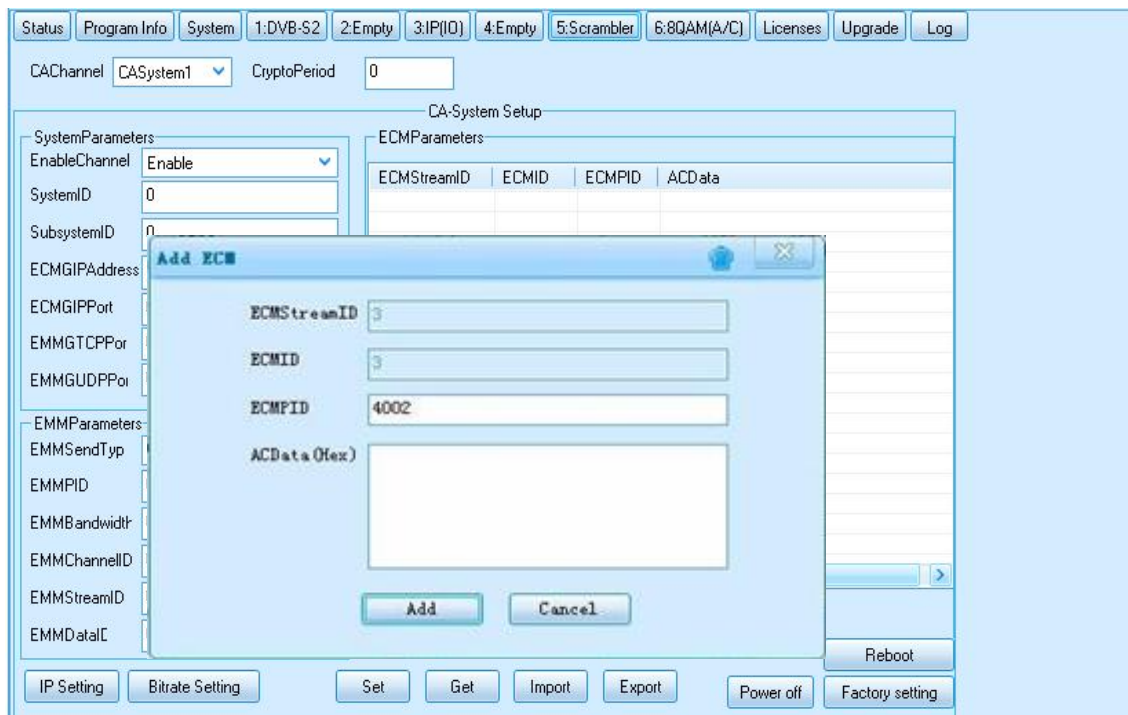 Status Program Info System 1:DVB-S2 2:Empty 3:IP(IO) 4:Empty 5:Scrambler 6:8QAM(A/C) Licenses Upgrade Log
CAChannel CASystem1 CryptoPeriod 0
CA-System Setup
SystemParameters
EnableChannel Enable
SystemID 0
SubsystemID 0
ECMGIPAddress
ECMGIPPort
EMMGTCPPor
EMMGUDPPor
EMMParameters
EMMSendTyp
EMMPID
EMMBandwidth
EMMChannelID
EMMStreamID
EMMDataID
ECMParameters
ECMStreamID ECMID ECMPID ACData
Add ECM
ECMStreamID 3
ECMID 3
ECMPID 4002
ACData(Hex)
Add Cancel
Reboot
IP Setting Bitrate Setting Set Get Import Export Power off Factory setting